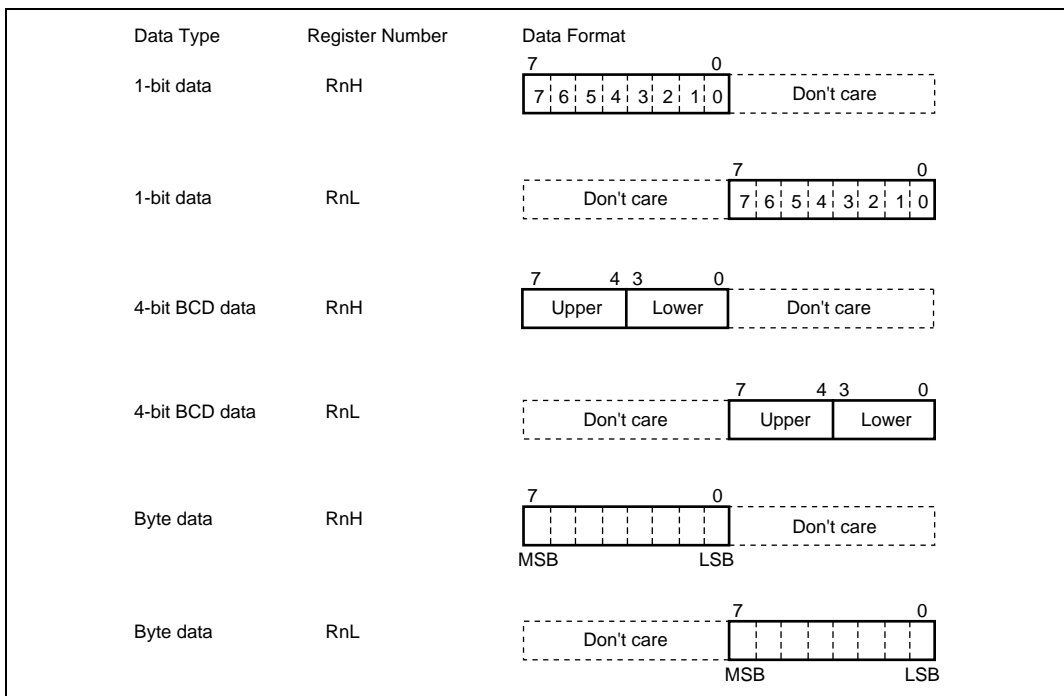 Data Type Register Number Data Format
7 0
1-bit data RnH 7 6 5 4 3 2 1 0 Don't care
7 0
1-bit data RnL Don't care 7 6 5 4 3 2 1 0
7 4 3 0
4-bit BCD data RnH Upper Lower Don't care
7 4 3 0
4-bit BCD data RnL Don't care Upper Lower
7 0
Byte data RnH Don't care
MSB LSB
7 0
Byte data RnL Don't care
MSB LSB